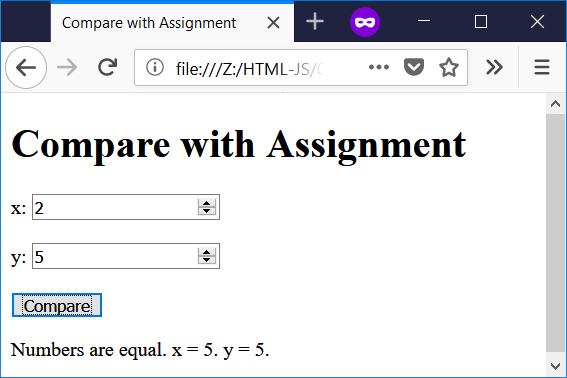 Compare with Assignment
file:///Z:/HTML-JS/
Compare with Assignment
x: 2
y: 5
Compare
Numbers are equal. x = 5. y = 5.